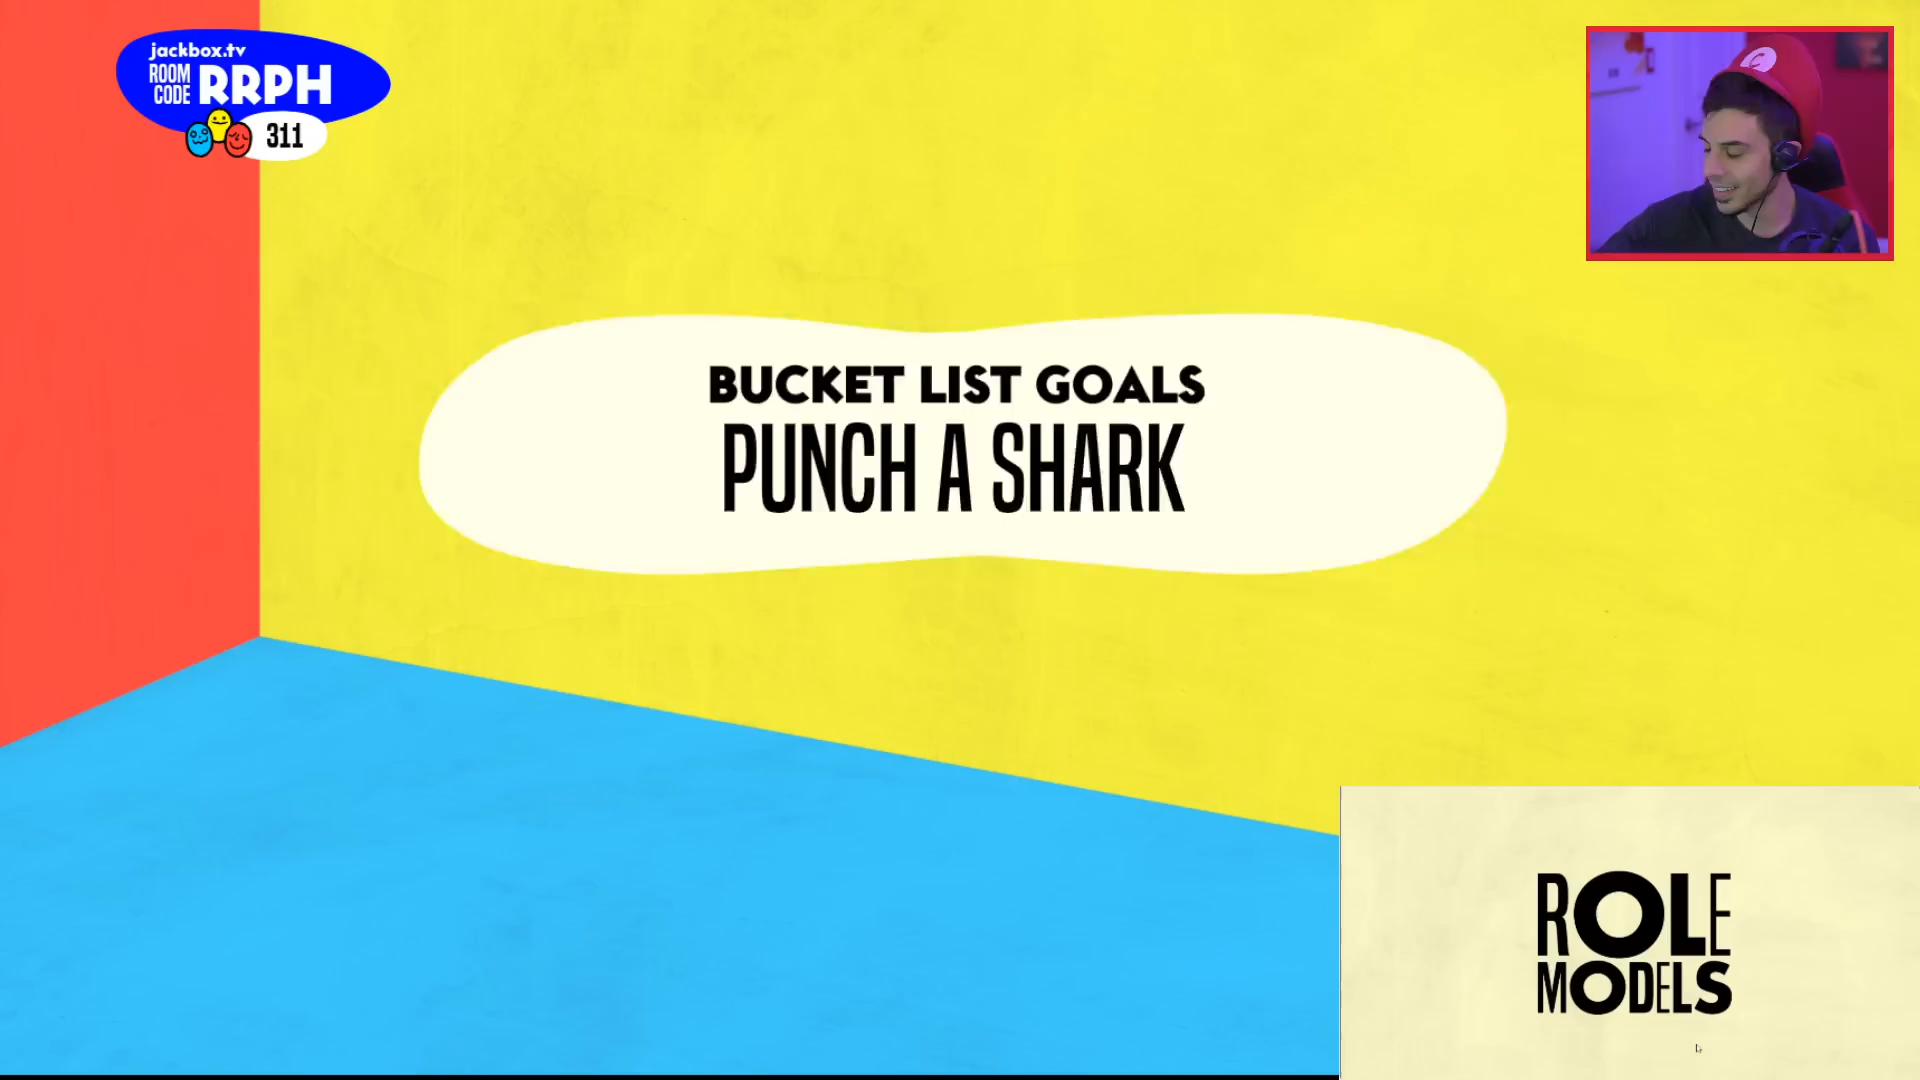 jackbox.tv
ROOM
CODE
RRPH
311
BUCKET LIST GOALS
PUNCH A SHARK
ROLE
MODELS